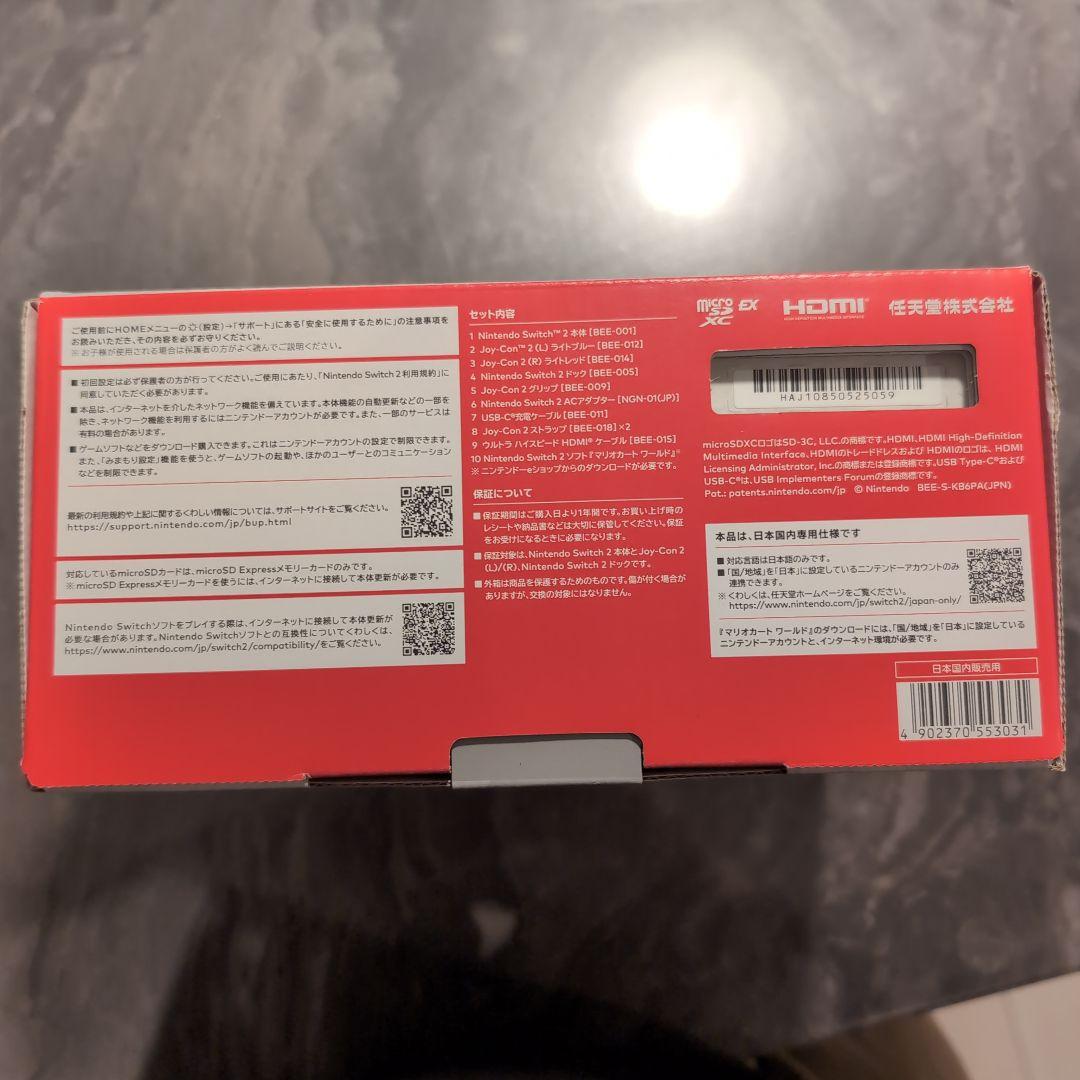 ご使用前にHOMEメニューの(設定)→「サポート」にある「安全に使用するために」の注意事項を
お読みいただき、その内容を必ずお守りください。
※お子様が使用される場合は保護者の方がよく読んでご説明ください。
■ 初回設定は必ず保護者の方が行ってください。ご使用にあたり、「Nintendo Switch 2 利用規約」に
同意していただく必要があります。
■ 本品は、インターネットを介したネットワーク機能を備えています。本体機能の自動更新などの一部を
除き、ネットワーク機能を利用するにはニンテンドーアカウントが必要です。また、一部のサービスは
有料の場合があります。
■ ゲームソフトなどをダウンロード購入できます。これはニンテンドーアカウントの設定で制限できます。
また、「みまもり設定」機能を使うと、ゲームソフトの起動や、ほかのユーザーとのコミュニケーション
などを制限できます。
最新の利用規約や上記に関するくわしい情報については、サポートサイトをご覧ください。
https://support.nintendo.com/jp/bup.html
対応しているmicroSDカードは、microSD Expressメモリーカードのみです。
※microSD Expressメモリーカードを使うには、インターネットに接続して本体更新が必要です。
Nintendo Switchソフトをプレイする際は、インターネットに接続して本体更新が
必要な場合があります。Nintendo Switchソフトとの互換性についてくわしくは、
https://www.nintendo.com/jp/switch2/compatibility/をご覧ください。
セット内容
1 Nintendo Switch™ 2 本体 [BEE-001]
2 Joy-Con™ 2 (L) ライトブルー [BEE-012]
3 Joy-Con 2 (R) ライトレッド [BEE-014]
4 Nintendo Switch 2 ドック [BEE-005]
5 Joy-Con 2 グリップ [BEE-009]
6 Nintendo Switch 2 ACアダプター [NGN-01(JP)]
7 USB-C®充電ケーブル [BEE-011]
8 Joy-Con 2 ストラップ [BEE-018]×2
9 ウルトラ ハイスピード HDMI® ケーブル [BEE-015]
10 Nintendo Switch 2 ソフト『マリオカート ワールド』※
※ ニンテンドーeショップからのダウンロードが必要です。
保証について
■ 保証期間はご購入日より1年間です。お買い上げ時の
レシートや納品書などは大切に保管してください。保証
をお受けになるときに必要になります。
■ 保証対象は、Nintendo Switch 2 本体とJoy-Con 2
(L)/(R)、Nintendo Switch 2 ドックです。
■ 外箱は商品を保護するためのものです。傷が付く場合が
ありますが、交換の対象にはなりません。
micro SD XC EX HDMI 任天堂株式会社
HIGH-DEFINITION MULTIMEDIA INTERFACE
HAJ10850525059
microSDXCロゴはSD-3C, LLC.の商標です。HDMI、HDMI High-Definition
Multimedia Interface、HDMIのトレードドレスおよび HDMIのロゴは、HDMI
Licensing Administrator, Inc.の商標または登録商標です。USB Type-C®および
USB-C®は、USB Implementers Forumの登録商標です。
Pat.: patents.nintendo.com/jp © Nintendo BEE-S-KB6PA(JPN)
本品は、日本国内専用仕様です
■ 対応言語は日本語のみです。
■ 「国/地域」を「日本」に設定しているニンテンドーアカウントのみ
連携できます。
※ くわしくは、任天堂ホームページをご覧ください。
https://www.nintendo.com/jp/switch2/japan-only/
『マリオカート ワールド』のダウンロードには、「国/地域」を「日本」に設定している
ニンテンドーアカウントと、インターネット環境が必要です。
日本国内販売用
4 902370 553031